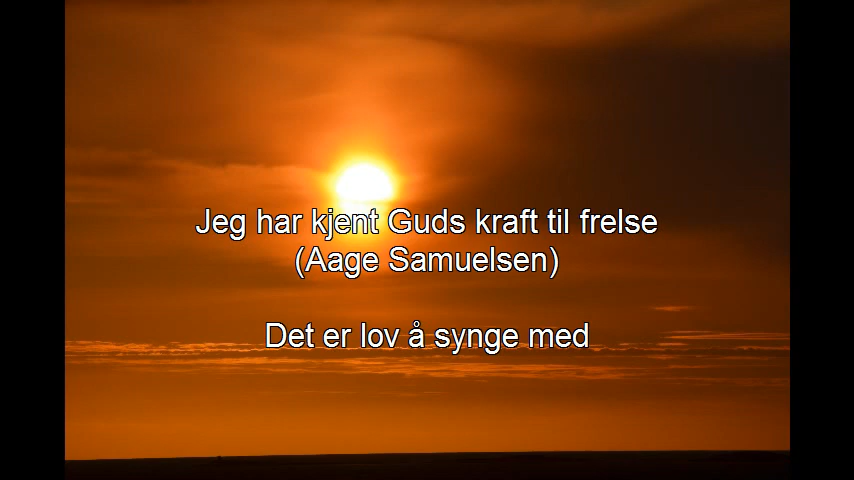 Jeg har kjent Guds kraft til frelse
(Aage Samuelsen)
Det er lov å synge med